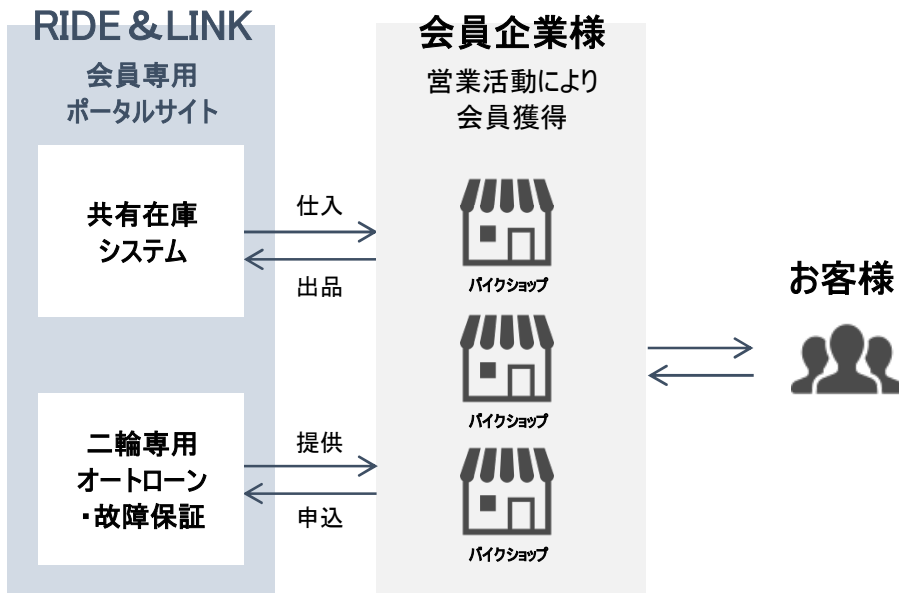 RIDE & LINK
会員専用
ポータルサイト
共有在庫
システム
二輪専用
オートローン
・故障保証
仕入
出品
提供
申込
会員企業様
営業活動により
会員獲得
バイクショップ
バイクショップ
バイクショップ
お客様